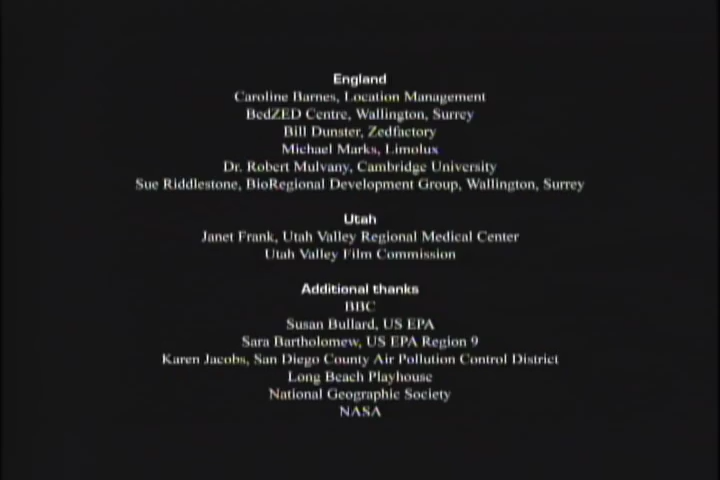 England
Caroline Barnes, Location Management
BedZED Centre, Wallington, Surrey
Bill Dunster, Zedfactory
Michael Marks, Limolux
Dr. Robert Mulvany, Cambridge University
Sue Riddlestone, BioRegional Development Group, Wallington, Surrey
Utah
Janet Frank, Utah Valley Regional Medical Center
Utah Valley Film Commission
Additional thanks
BBC
Susan Bullard, US EPA
Sara Bartholomew, US EPA Region 9
Karen Jacobs, San Diego County Air Pollution Control District
Long Beach Playhouse
National Geographic Society
NASA